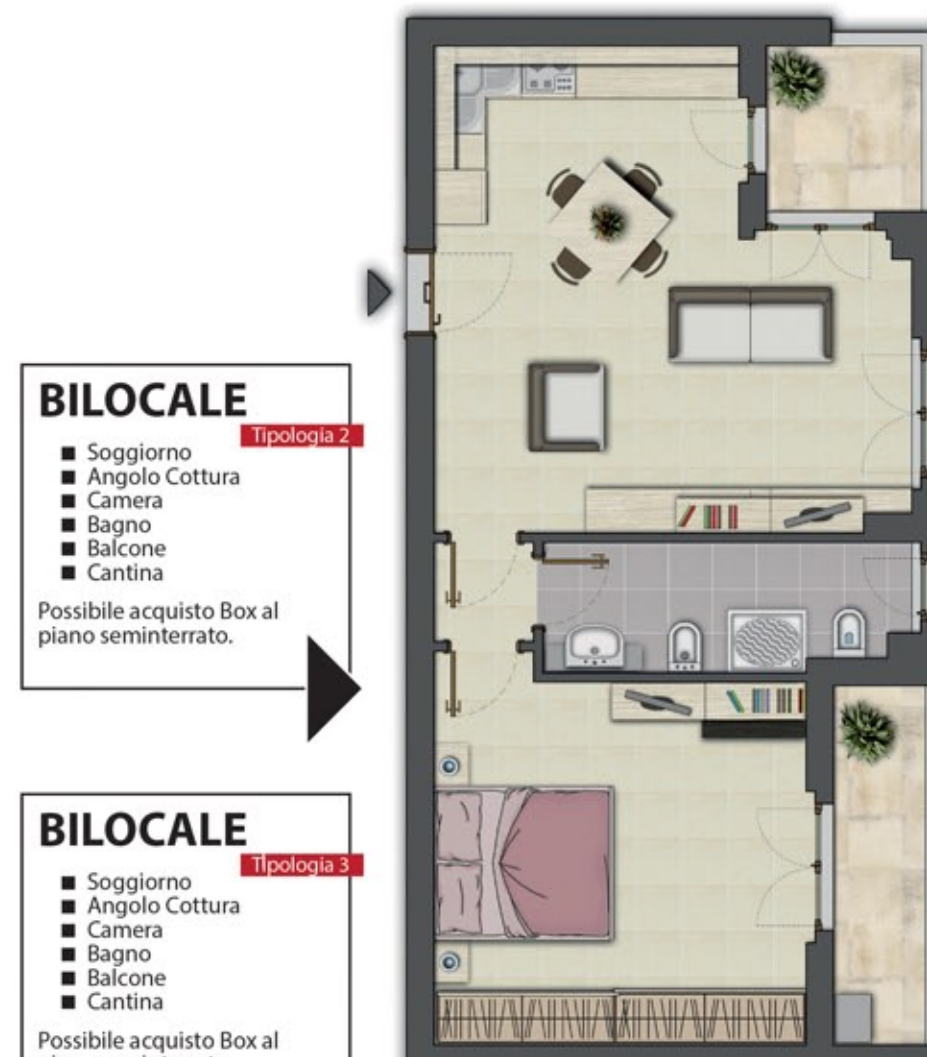 BILOCALE
Tipologia 2
■ Soggiorno
■ Angolo Cottura
■ Camera
■ Bagno
■ Balcone
■ Cantina
Possibile acquisto Box al
piano seminterrato.
BILOCALE
Tipologia 3
■ Soggiorno
■ Angolo Cottura
■ Camera
■ Bagno
■ Balcone
■ Cantina
Possibile acquisto Box al